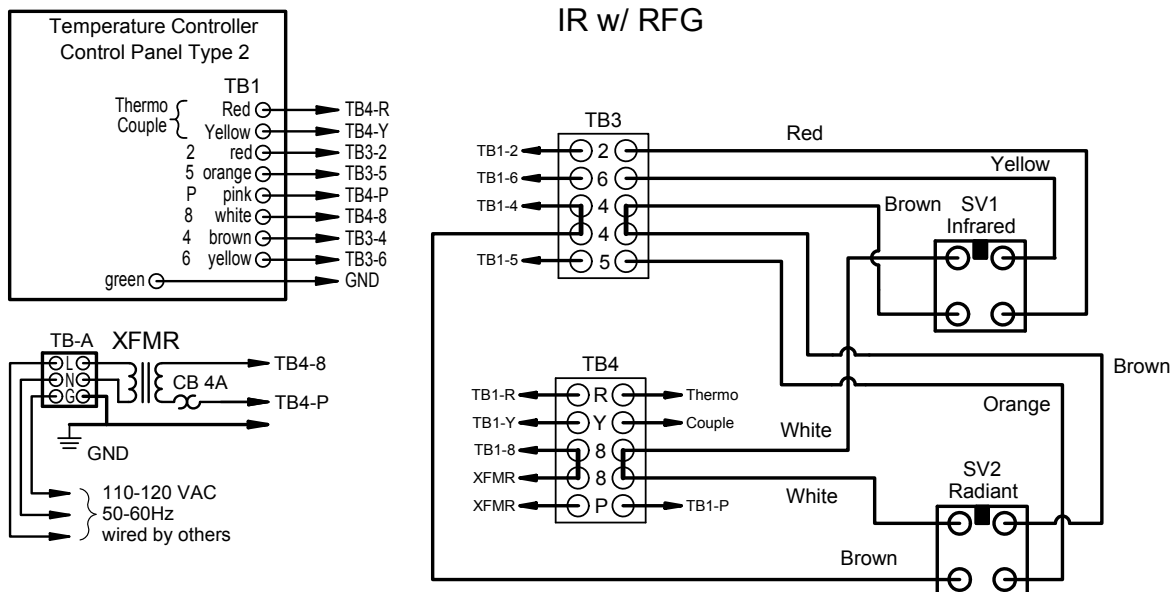 IR w/ RFG
Temperature Controller
Control Panel Type 2
TB1
Thermo
Couple
Red
TB4-R
Yellow
TB4-Y
2 red TB3-2
5 orange TB3-5
P pink TB4-P
8 white TB4-8
4 brown TB3-4
6 yellow TB3-6
green GND
TB-A
XFMR
L
N
G
TB4-8
CB 4A
TB4-P
GND
110-120 VAC
50-60Hz
wired by others
TB3
TB1-2 2
TB1-6 6
TB1-4 4
4
TB1-5 5
Red
Yellow
Brown
SV1
Infrared
Brown
Orange
TB4
TB1-R R Thermo
TB1-Y Y Couple
TB1-8 8
XFMR 8
XFMR P TB1-P
White
White
SV2
Radiant
Brown